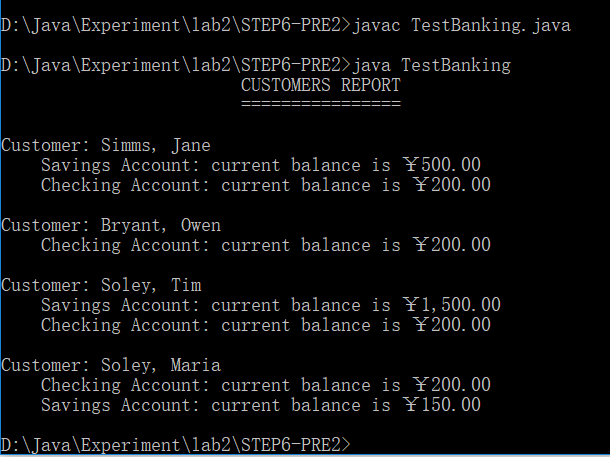 D:\Java\Experiment\lab2\STEP6-PRE2>javac TestBanking.java
D:\Java\Experiment\lab2\STEP6-PRE2>java TestBanking
CUSTOMERS REPORT
================
Customer: Simms, Jane
Savings Account: current balance is ¥500.00
Checking Account: current balance is ¥200.00
Customer: Bryant, Owen
Checking Account: current balance is ¥200.00
Customer: Soley, Tim
Savings Account: current balance is ¥1,500.00
Checking Account: current balance is ¥200.00
Customer: Soley, Maria
Checking Account: current balance is ¥200.00
Savings Account: current balance is ¥150.00
D:\Java\Experiment\lab2\STEP6-PRE2>